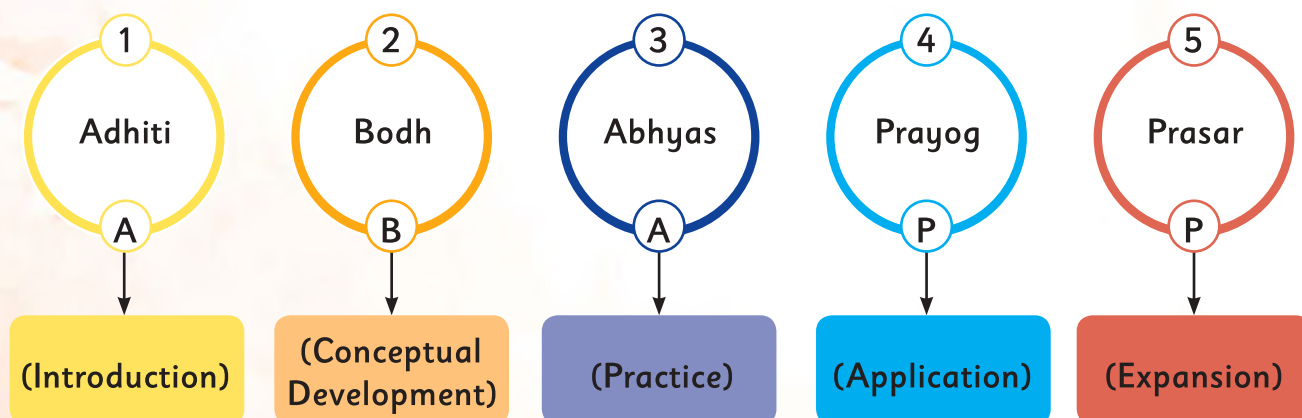 1
2
3
4
5
Adhiti
Bodh
Abhyas
Prayog
Prasar
A
B
A
P
P
(Introduction)
(Conceptual
Development)
(Practice)
(Application)
(Expansion)